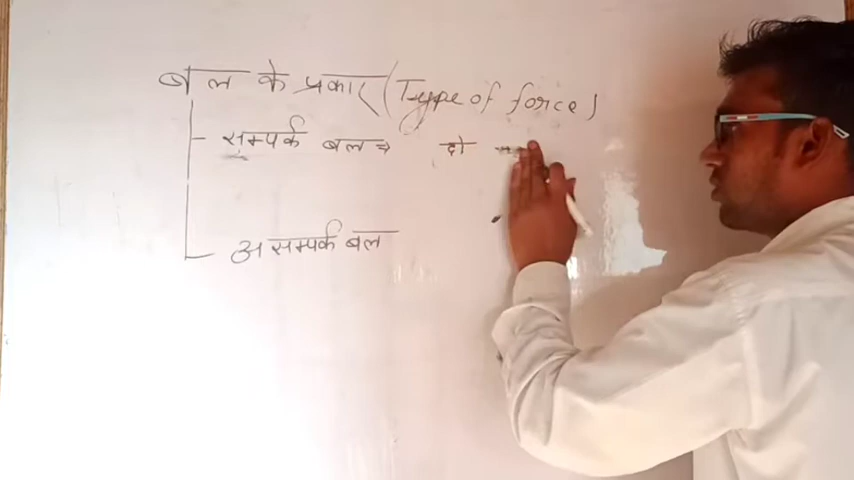 बल के प्रकार (Type of force)
सम्पर्क बल → दो
असम्पर्क बल